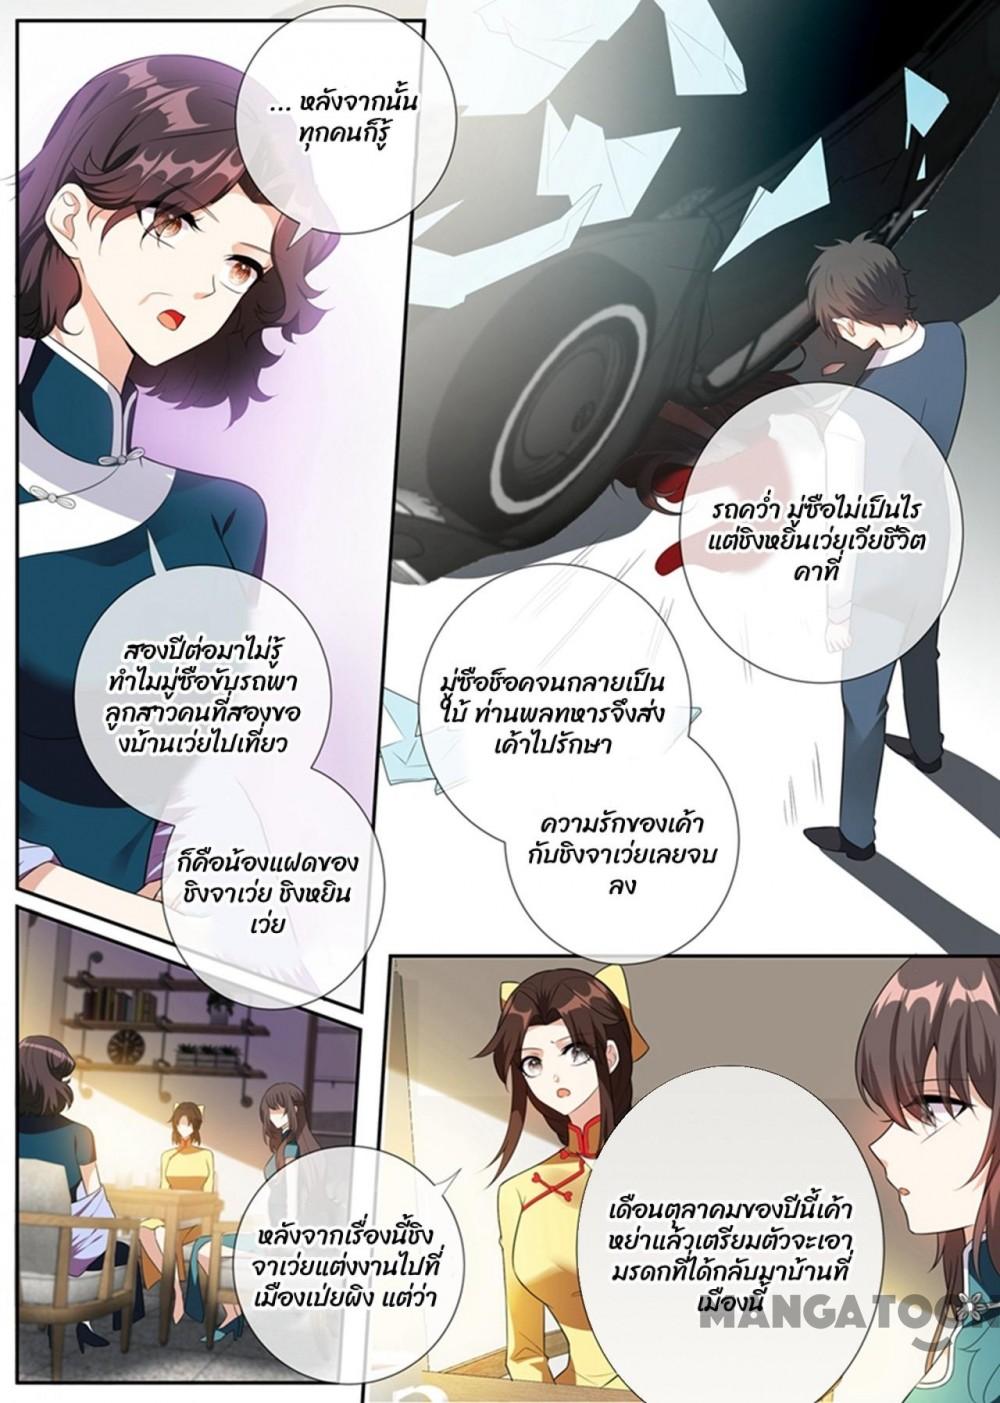 ... หลังจากนั้น
ทุกคนก็รู้
สองปีต่อมาไม่รู้
ทำไมมู่ซือขับรถพา
ลูกสาวคนที่สองขอ
งบ้านเว่ยไปเที่ยว
ก็คือน้องแฝดของ
ชิงจาเว่ย ชิงหยิน
เว่ย
รถคว่ำ มู่ซือไม่เป็นไร
แต่ชิงหยินเว่ยเวียชีวิต
คาที่
มู่ซือช็อคจนกลายเป็น
ใบ้ ท่านพลทหารจึงส่ง
เค้าไปรักษา
ความรักของเค้า
กับชิงจาเว่ยเลยจบ
ลง
หลังจากเรื่องนี้ชิง
จาเว่ยแต่งงานไปที่
เมืองเป่ยผิง แต่ว่า
เดือนตุลาคมของปีนี้เค้า
หย่าแล้วเตรียมตัวจะเอา
มรดกที่ได้กลับมาบ้านที่
เมืองนี้
MANGATOON